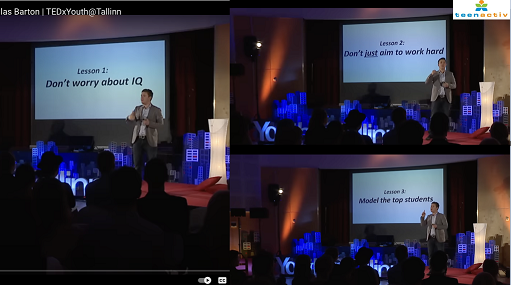 las Barton | TEDxYouth@Tallinn
Lesson 1:
Don't worry about IQ
Lesson 2:
Don't just aim to work hard
Lesson 3:
Model the top students
teenactiv